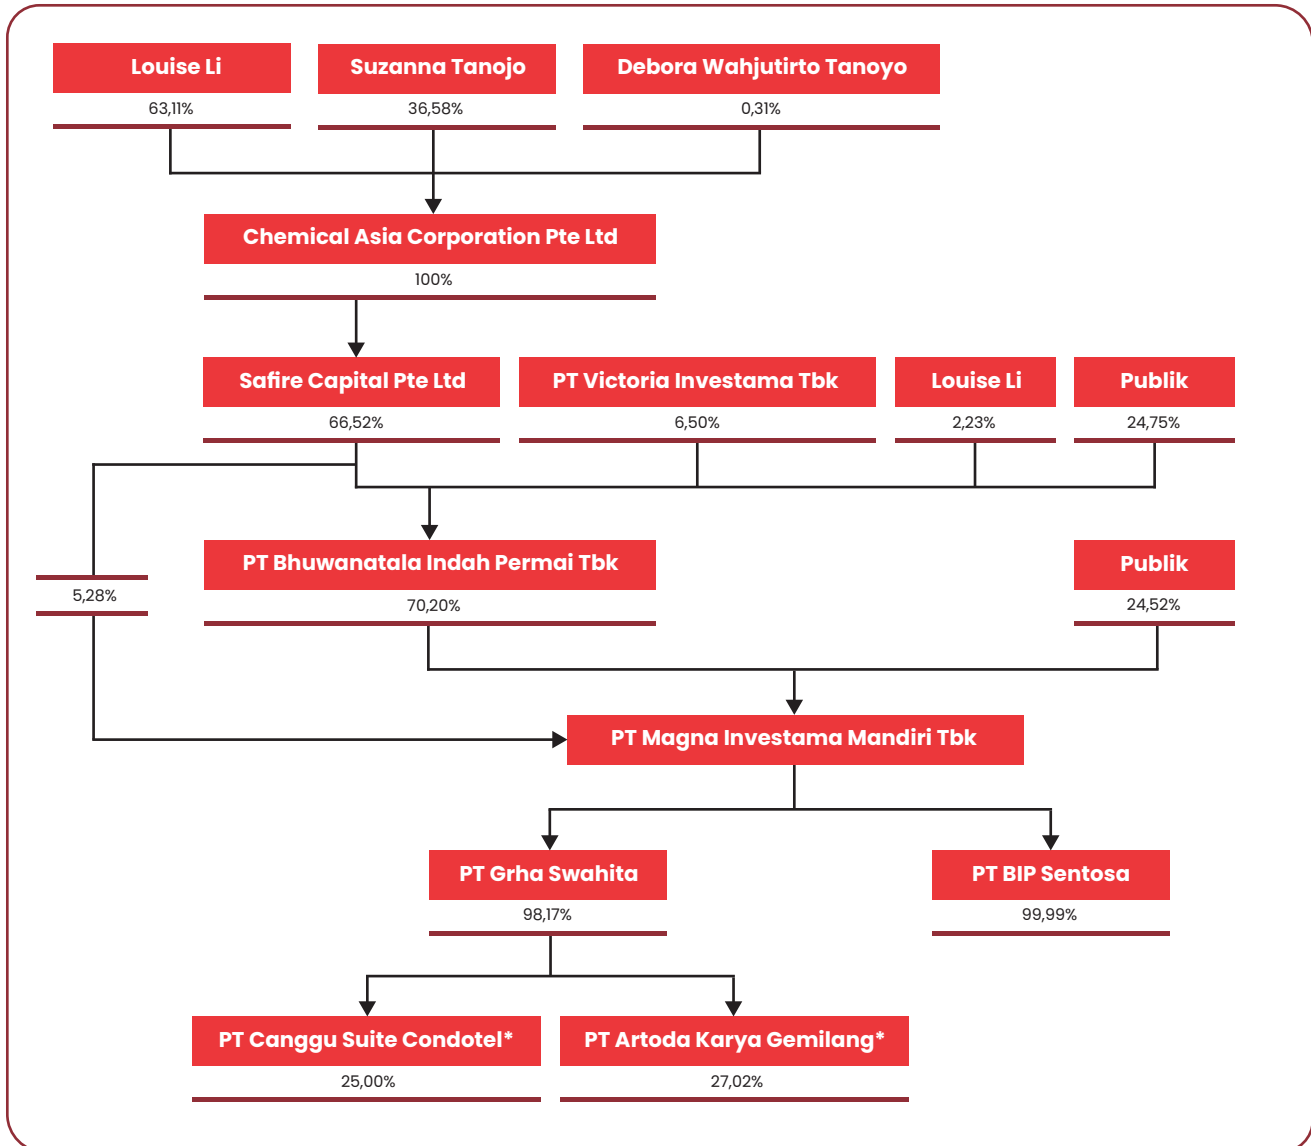 Louise Li
Suzanna Tanojo
Debora Wahjutirto Tanoyo
63,11%
36,58%
0,31%
Chemical Asia Corporation Pte Ltd
100%
Safire Capital Pte Ltd
PT Victoria Investama Tbk
Louise Li
Publik
66,52%
6,50%
2,23%
24,75%
PT Bhuwanatala Indah Permai Tbk
Publik
5,28%
70,20%
24,52%
PT Magna Investama Mandiri Tbk
PT Grha Swahita
PT BIP Sentosa
98,17%
99,99%
PT Canggu Suite Condotel*
PT Artoda Karya Gemilang*
25,00%
27,02%